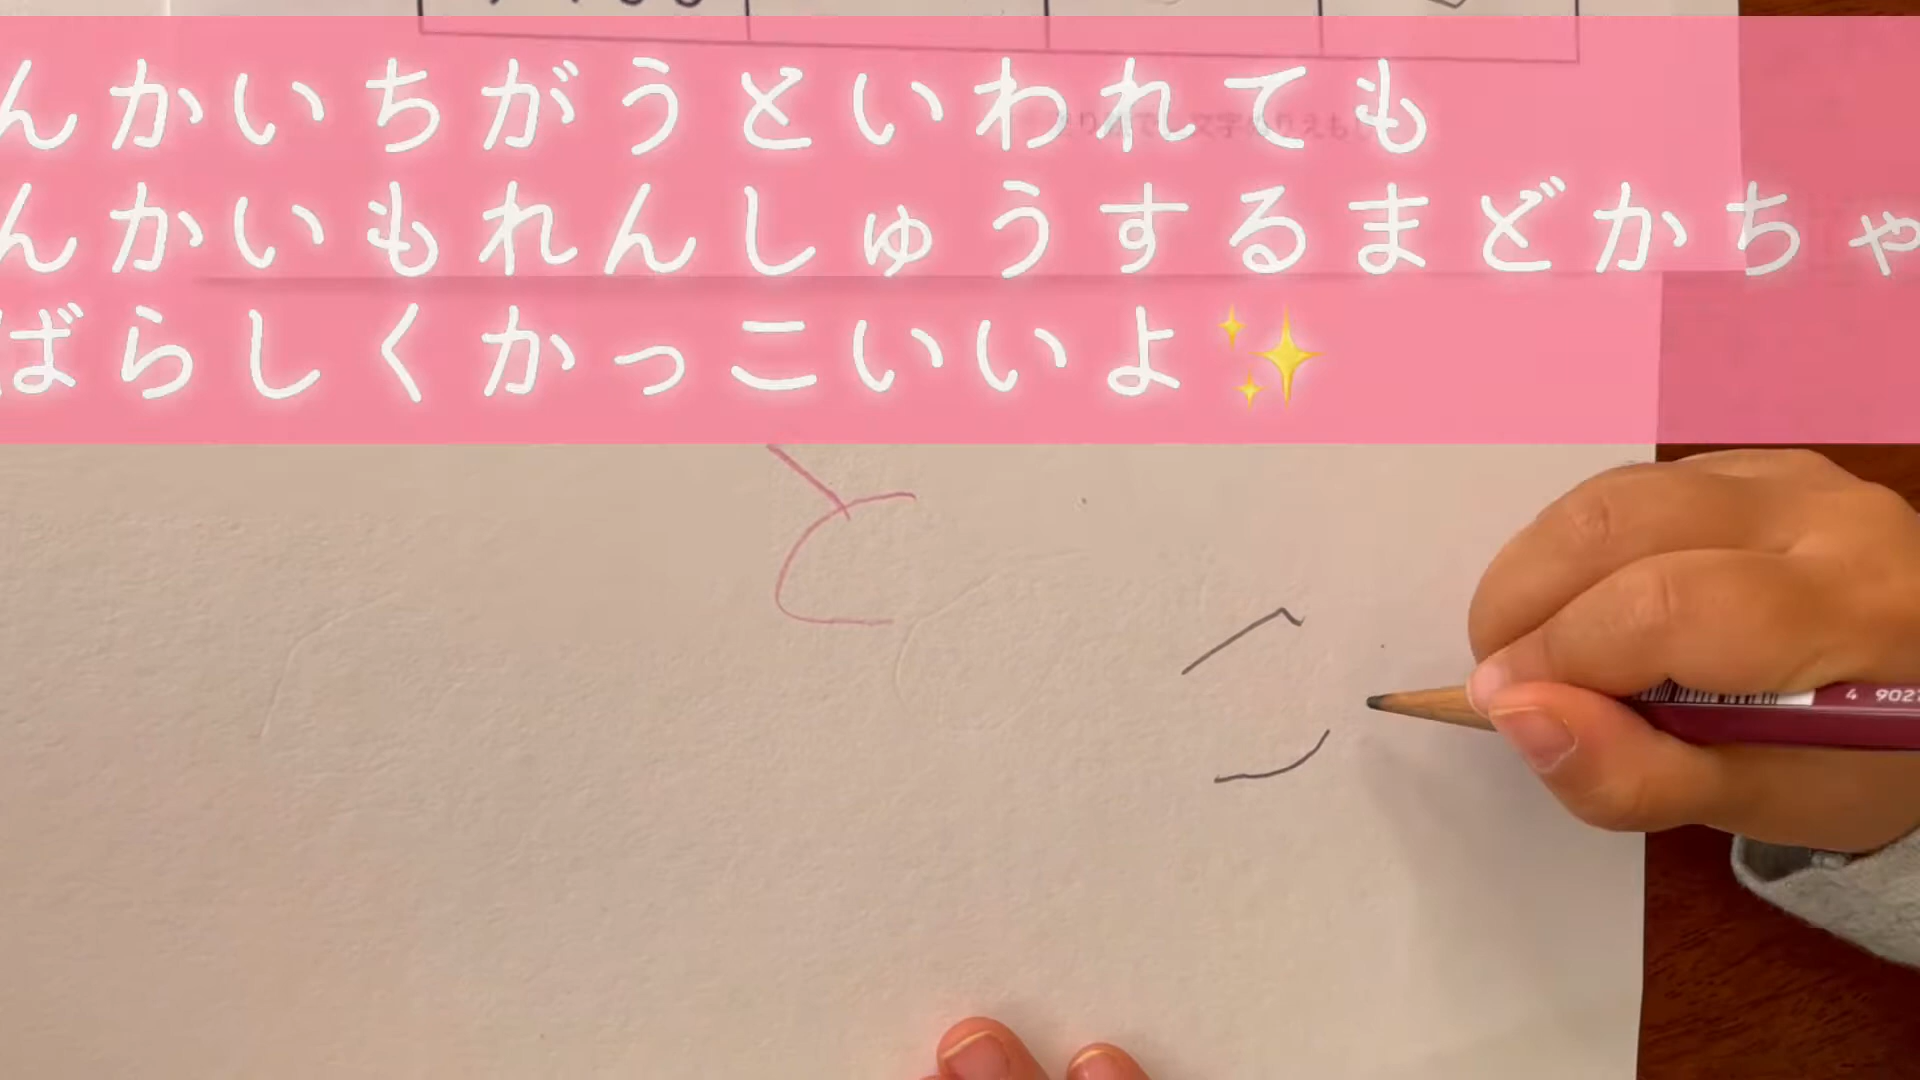 んかいちがうといわれても
んかいもれんしゅうするまどかちゃ
ばらしくかっこいいよ✨
と
4 902